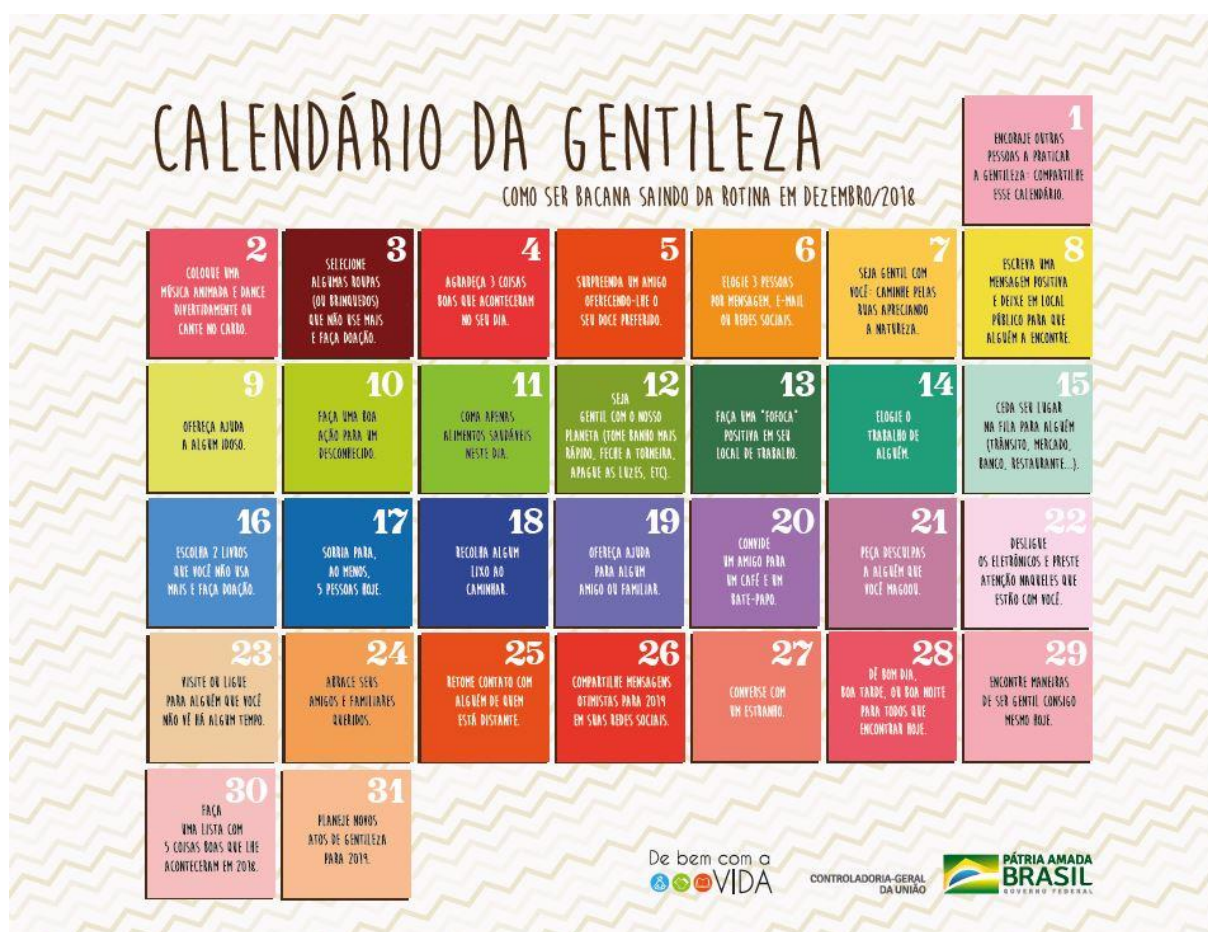 CALENDÁRIO DA GENTILEZA
COMO SER BACANA SAINDO DA ROTINA EM DEZEMBRO/2018
1
ENCORAJE OUTRAS
PESSOAS A PRATICAR
A GENTILEZA: COMPARTILHE
ESSE CALENDÁRIO.
2
COLOQUE UMA
MÚSICA ANIMADA E DANCE
DIVERTIDAMENTE OU
CANTE NO CARRO.
3
SELECIONE
ALGUMAS ROUPAS
(OU BRINQUEDOS)
QUE NÃO USE MAIS
E FAÇA DOAÇÃO.
4
AGRADEÇA 3 COISAS
BOAS QUE ACONTECERAM
NO SEU DIA.
5
SURPREENDA UM AMIGO
OFERECENDO-LHE O
SEU DOCE PREFERIDO.
6
ELOGIE 3 PESSOAS
POR MENSAGEM, E-MAIL
OU REDES SOCIAIS.
7
SEJA GENTIL COM
VOCÊ: CAMINHE PELAS
RUAS APRECIANDO
A NATUREZA.
8
ESCREVA UMA
MENSAGEM POSITIVA
E DEIXE EM LOCAL
PÚBLICO PARA QUE
ALGUÉM A ENCONTRE.
9
OFEREÇA AJUDA
A ALGUM IDOSO.
10
FAÇA UMA BOA
AÇÃO PARA UM
DESCONHECIDO.
11
COMA APENAS
ALIMENTOS SAUDÁVEIS
NESTE DIA.
12
SEJA
GENTIL COM O NOSSO
PLANETA (TOME BANHO MAIS
RÁPIDO, FECHE A TORNEIRA,
APAGUE AS LUZES, ETC).
13
FAÇA UMA "FOFOCA"
POSITIVA EM SEU
LOCAL DE TRABALHO.
14
ELOGIE O
TRABALHO DE
ALGUÉM.
15
CEDA SEU LUGAR
NA FILA PARA ALGUÉM
(TRÂNSITO, MERCADO,
BANCO, RESTAURANTE...).
16
ESCOLHA 2 LIVROS
QUE VOCÊ NÃO USA
MAIS E FAÇA DOAÇÃO.
17
SORRIA PARA,
AO MENOS,
5 PESSOAS HOJE.
18
RECOLHA ALGUM
LIXO AO
CAMINHAR.
19
OFEREÇA AJUDA
PARA ALGUM
AMIGO OU FAMILIAR.
20
CONVIDE
UM AMIGO PARA
UM CAFÉ E UM
BATE-PAPO.
21
PEÇA DESCULPAS
A ALGUÉM QUE
VOCÊ MAGOOU.
22
DESLIGUE
OS ELETRÔNICOS E PRESTE
ATENÇÃO NAQUELES QUE
ESTÃO COM VOCÊ.
23
VISITE OU LIGUE
PARA ALGUÉM QUE VOCÊ
NÃO VÊ HÁ ALGUM TEMPO.
24
ABRACE SEUS
AMIGOS E FAMILIARES
QUERIDOS.
25
RETOME CONTATO COM
ALGUÉM DE QUEM
ESTÁ DISTANTE.
26
COMPARTILHE MENSAGENS
OTIMISTAS PARA 2019
EM SUAS REDES SOCIAIS.
27
CONVERSE COM
UM ESTRANHO.
28
DÊ BOM DIA,
BOA TARDE, OU BOA NOITE
PARA TODOS QUE
ENCONTRAR HOJE.
29
ENCONTRE MANEIRAS
DE SER GENTIL CONSIGO
MESMO HOJE.
30
FAÇA
UMA LISTA COM
5 COISAS BOAS QUE LHE
ACONTECERAM EM 2018.
31
PLANEJE NOVOS
ATOS DE GENTILEZA
PARA 2019.
De bem com a
VIDA
CONTROLADORIA-GERAL
DA UNIÃO
PÁTRIA AMADA
BRASIL
GOVERNO FEDERAL